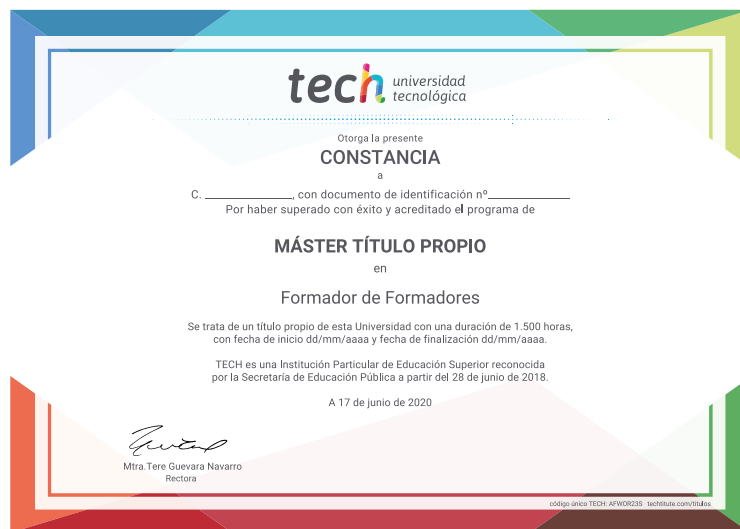 tech universidad
tecnológica
Otorga la presente
CONSTANCIA
a
C. ______________, con documento de identificación nº_____________
Por haber superado con éxito y acreditado el programa de
MÁSTER TÍTULO PROPIO
en
Formador de Formadores
Se trata de un título propio de esta Universidad con una duración de 1.500 horas,
con fecha de inicio dd/mm/aaaa y fecha de finalización dd/mm/aaaa.
TECH es una Institución Particular de Educación Superior reconocida
por la Secretaría de Educación Pública a partir del 28 de junio de 2018.
A 17 de junio de 2020
Mtra.Tere Guevara Navarro
Rectora
código único TECH: AFWOR23S techtitute.com/titulos